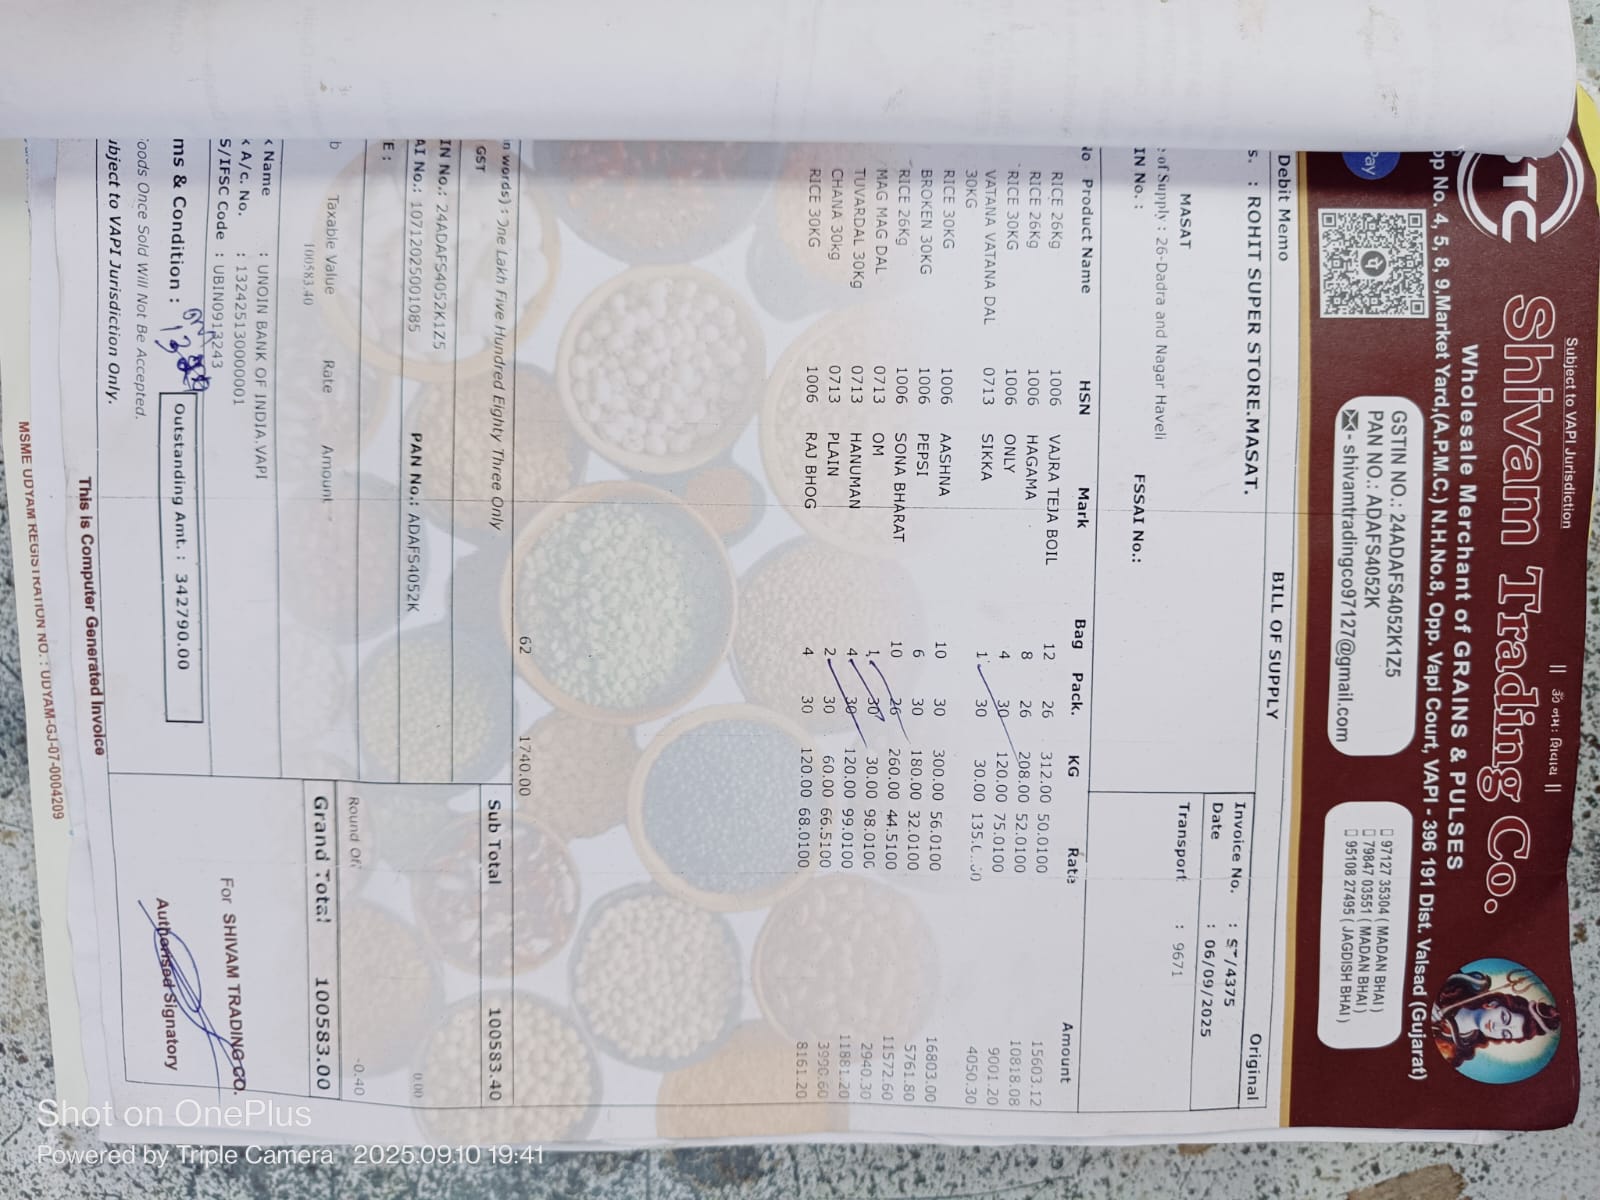 Subject to VAPI Jurisdiction
|| ૐ નમઃ શિવાય ||
STC
Shivam Trading Co.
Wholesale Merchant of GRAINS & PULSES
op No. 4, 5, 8, 9,Market Yard,(A.P.M.C.) N.H.No.8, Opp. Vapi Court, VAPI - 396 191 Dist. Valsad (Gujarat)
Pay
पे
GSTIN NO.: 24ADAFS4052K1Z5
PAN NO.: ADAFS4052K
- shivamtradingco97127@gmail.com
97127 35304 ( MADAN BHAI )
79847 03551 ( MADAN BHAI )
95108 27495 ( JAGDISH BHAI )
Debit Memo BILL OF SUPPLY Original
s. : ROHIT SUPER STORE.MASAT.
Invoice No. : ST/4375
Date : 06/09/2025
Transport : 9671
MASAT
e of Supply : 26-Dadra and Nagar Haveli
IN No. : FSSAI No.:
No Product Name HSN Mark Bag Pack. KG Rate Amount
RICE 26Kg 1006 VAJRA TEJA BOIL 12 26 312.00 50.0100 15603.12
RICE 26Kg 1006 HAGAMA 8 26 208.00 52.0100 10818.08
RICE 30KG 1006 ONLY 4 30 120.00 75.0100 9001.20
VATANA VATANA DAL 0713 SIKKA 1 30 30.00 4050.30
30KG
RICE 30KG 1006 AASHNA 10 30 300.00 56.0100 16803.00
BROKEN 30KG 1006 PEPSI 6 30 180.00 32.0100 5761.80
RICE 26Kg 1006 SONA BHARAT 10 26 260.00 44.5100 11572.60
MAG MAG DAL 0713 OM 1 30 30.00 98.0100 2940.30
TUVARDAL 30Kg 0713 HANUMAN 4 30 120.00 99.0100 11881.20
CHANA 30kg 0713 PLAIN 2 30 60.00 66.5100 3990.60
RICE 30KG 1006 RAJ BHOG 4 30 120.00 68.0100 8161.20
62 1740.00
n words) : One Lakh Five Hundred Eighty Three Only
Sub Total 100583.40
GST
IN No.: 24ADAFS4052K1Z5
AI No.: 10712025001085 PAN No.: ADAFS4052K
0.00
E :
Round Off -0.40
Grand Total 100583.00
b Taxable Value Rate Amount
100583.40
k Name : UNOIN BANK OF INDIA.VAPI
k A/c. No. : 132425130000001
S/IFSC Code : UBIN0913243
For SHIVAM TRADING CO.
Authorised Signatory
ms & Condition :
Outstanding Amt. : 342790.00
oods Once Sold Will Not Be Accepted.
ubject to VAPI Jurisdiction Only.
This is Computer Generated Invoice
MSME UDYAM REGISTRATION NO. : UDYAM-GJ-07-0004209
Shot on OnePlus
Powered by Triple Camera 2025.09.10 19:41